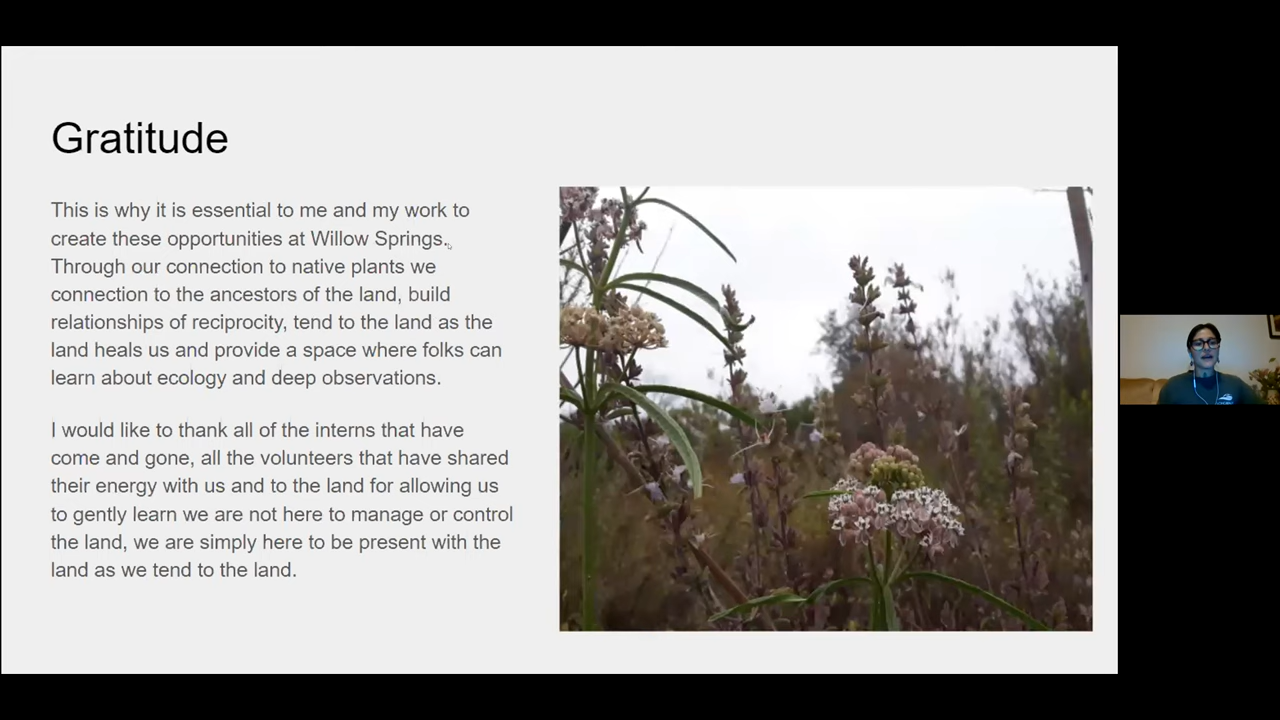 Gratitude
This is why it is essential to me and my work to
create these opportunities at Willow Springs.
Through our connection to native plants we
connection to the ancestors of the land, build
relationships of reciprocity, tend to the land as the
land heals us and provide a space where folks can
learn about ecology and deep observations.
I would like to thank all of the interns that have
come and gone, all the volunteers that have shared
their energy with us and to the land for allowing us
to gently learn we are not here to manage or control
the land, we are simply here to be present with the
land as we tend to the land.